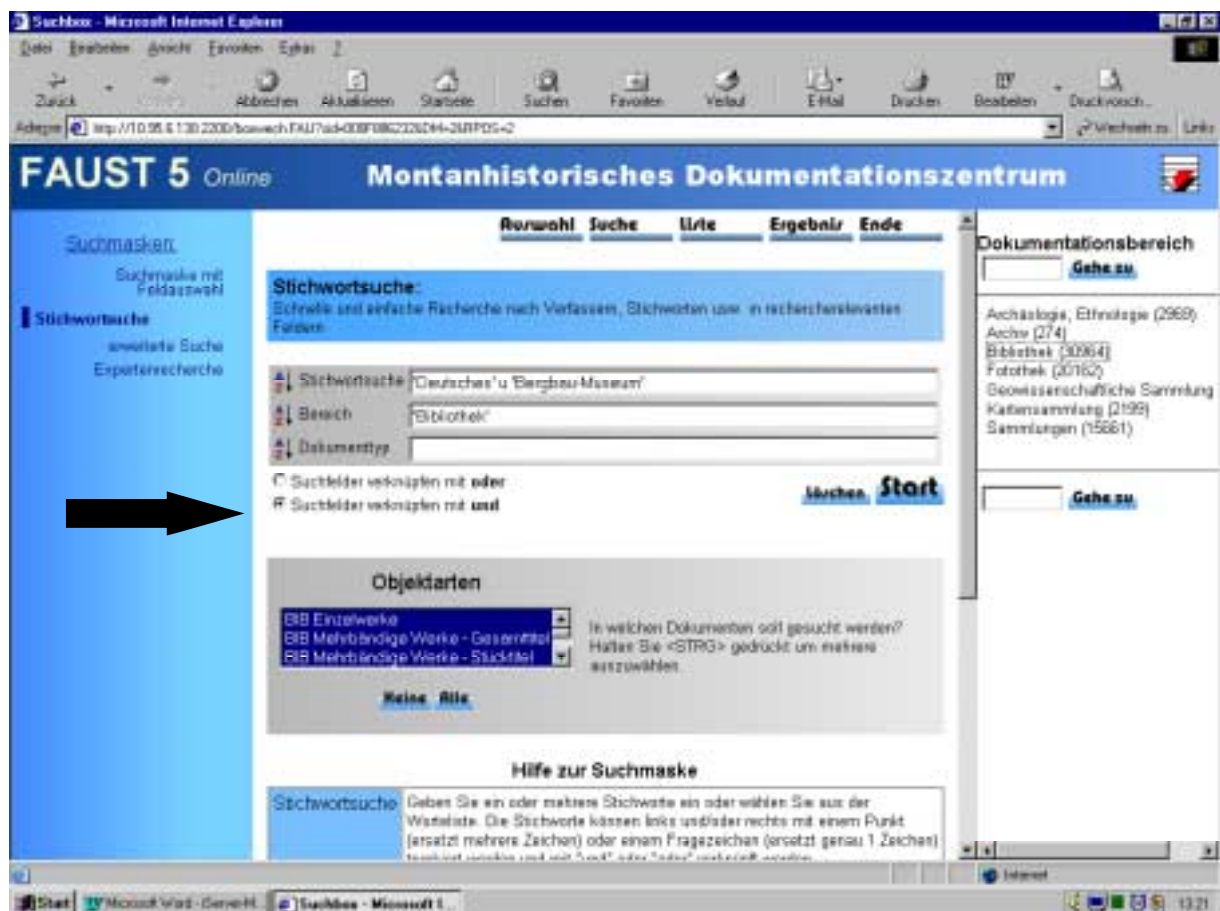 Suchbox - Microsoft Internet Explorer
Datei Bearbeiten Ansicht Favoriten Extras ?
Zurück Abbrechen Aktualisieren Startseite Suchen Favoriten Verlauf E-Mail Drucken Bearbeiten Druckvorsch...
Adresse Wechseln zu Links
FAUST 5 Online Montanhistorisches Dokumentationszentrum
Auswahl Suche Liste Ergebnis Ende
Suchmasken:
Suchmaske mit
Feldauswahl
Stichwortsuche
erweiterte Suche
Expertenrecherche
Stichwortsuche:
Schnelle und einfache Recherche nach Verfassern, Stichworten usw. in rechercherelevanten
Feldern
Stichwortsuche "Deutsches" u "Bergbau-Museum"
Bereich "Bibliothek"
Dokumenttyp
Suchfelder verknüpfen mit oder
Suchfelder verknüpfen mit und
löschen Start
Objektarten
BIB Einzelwerke
BIB Mehrbändige Werke - Gesamttitel
BIB Mehrbändige Werke - Stücktitel
In welchen Dokumenten soll gesucht werden?
Halten Sie <STRG> gedrückt um mehrere
auszuwählen
Keine Alle
Hilfe zur Suchmaske
Stichwortsuche Geben Sie ein oder mehrere Stichworte ein oder wählen Sie aus der
Wortliste. Die Stichworte können links und/oder rechts mit einem Punkt
(ersetzt mehrere Zeichen) oder einem Fragezeichen (ersetzt genau 1 Zeichen)
Dokumentationsbereich
Gehe zu
Archäologie, Ethnologie (2969)
Archiv (274)
Bibliothek (30964)
Fotothek (20162)
Geowissenschaftliche Sammlung
Kartensammlung (2199)
Sammlungen (15661)
Gehe zu
Internet
Start Microsoft Word - Suchbox - Microsoft I... 13:21